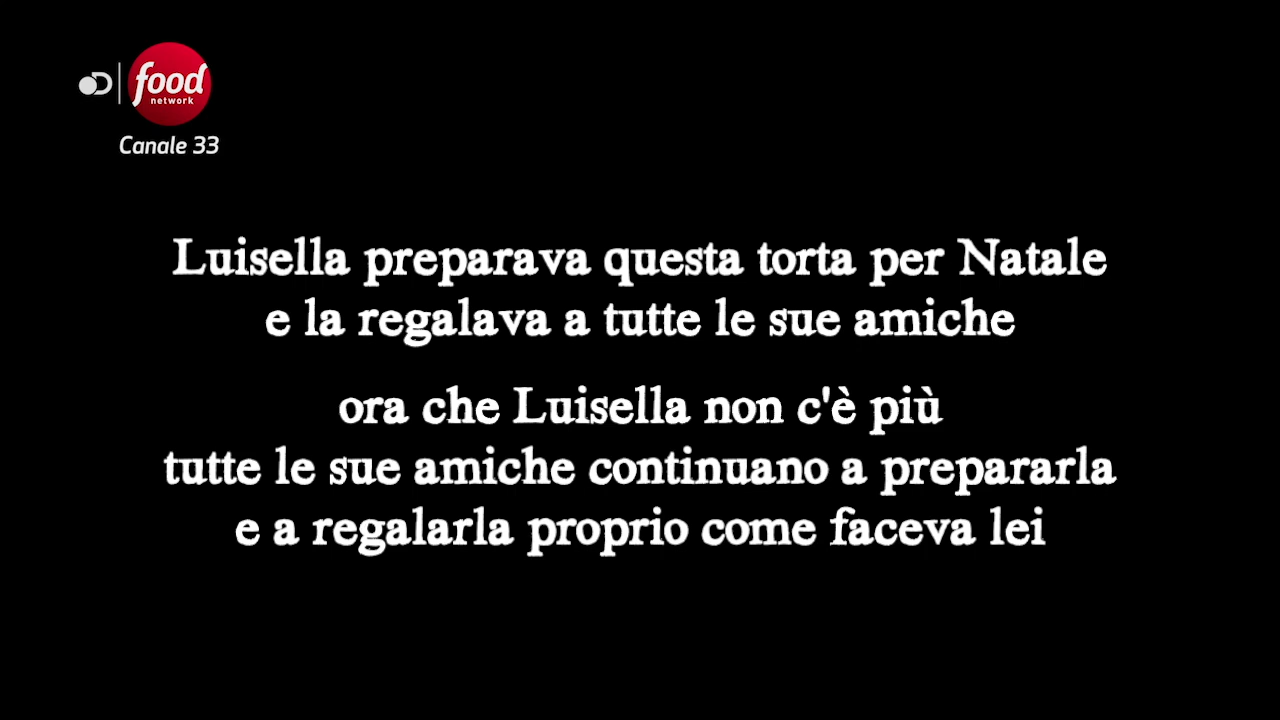 food
network
Canale 33
Luisella preparava questa torta per Natale
e la regalava a tutte le sue amiche
ora che Luisella non c'è più
tutte le sue amiche continuano a prepararla
e a regalarla proprio come faceva lei